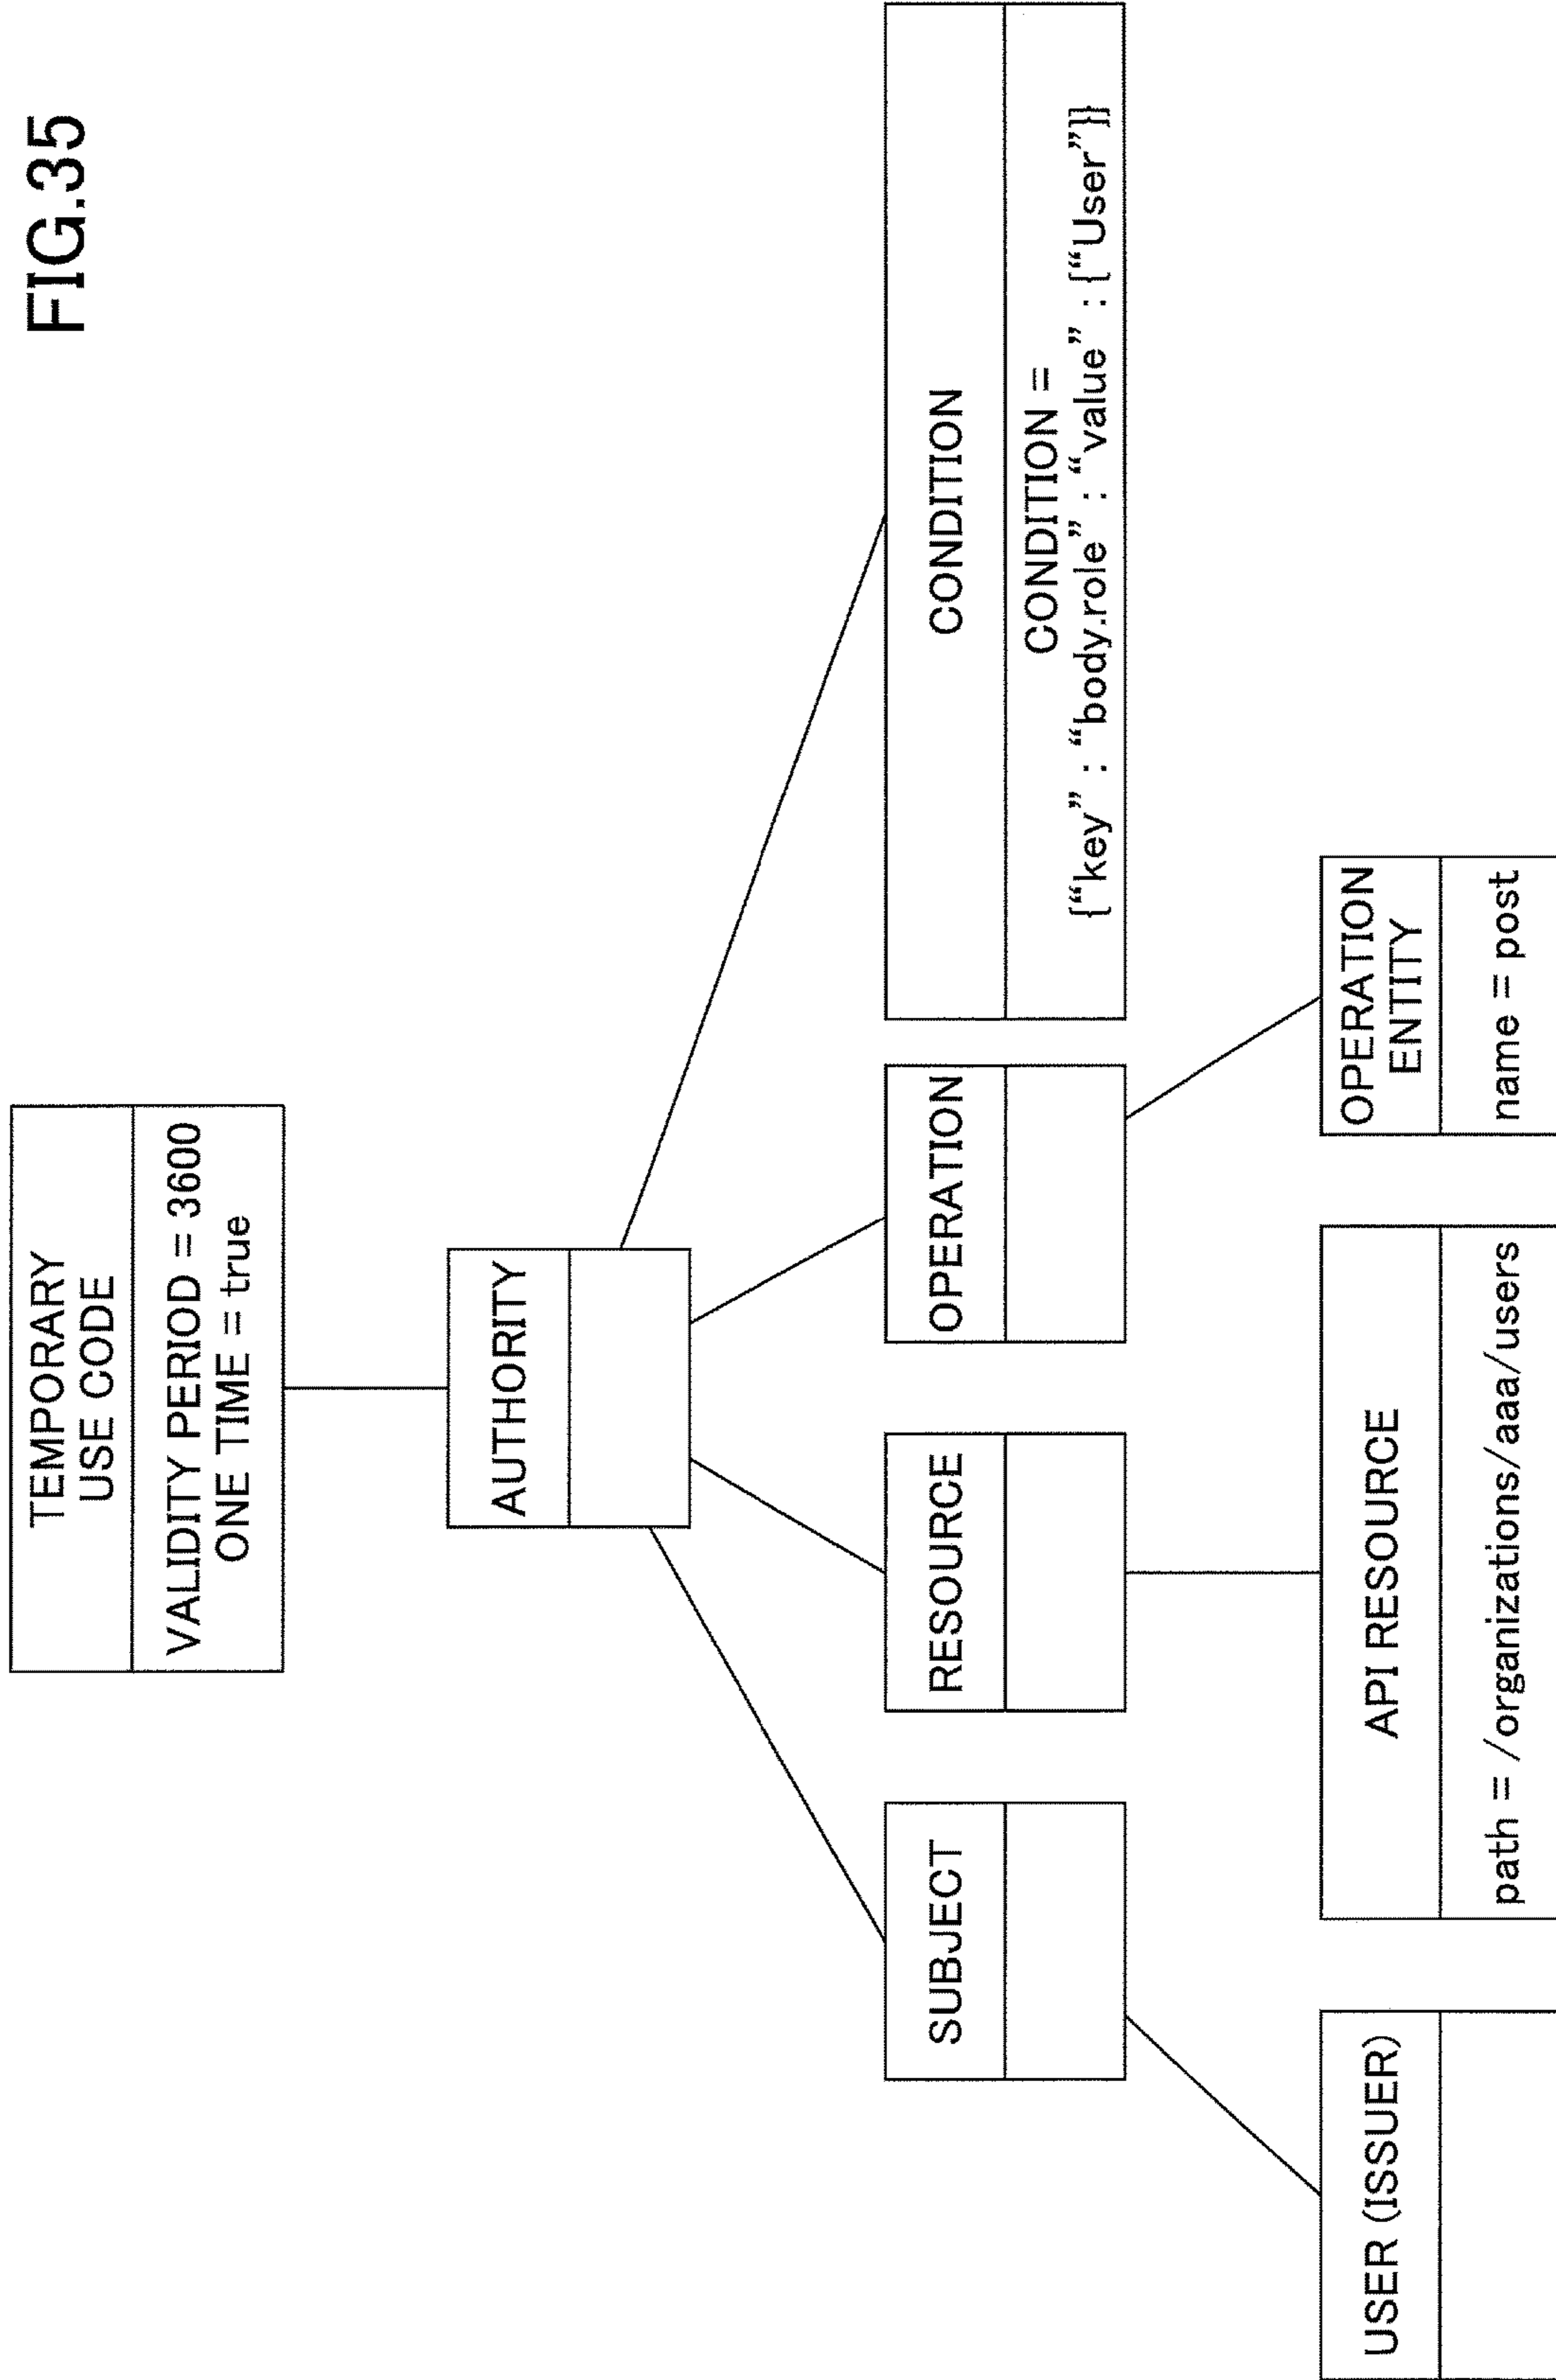 FIG.35
TEMPORARY
USE CODE
VALIDITY PERIOD = 3600
ONE TIME = true
AUTHORITY
SUBJECT
RESOURCE
OPERATION
CONDITION
CONDITION =
{“key” : “body.role” : “value” : {“User”}}
USER (ISSUER)
API RESOURCE
path = /organizations/aaa/users
OPERATION
ENTITY
name = post